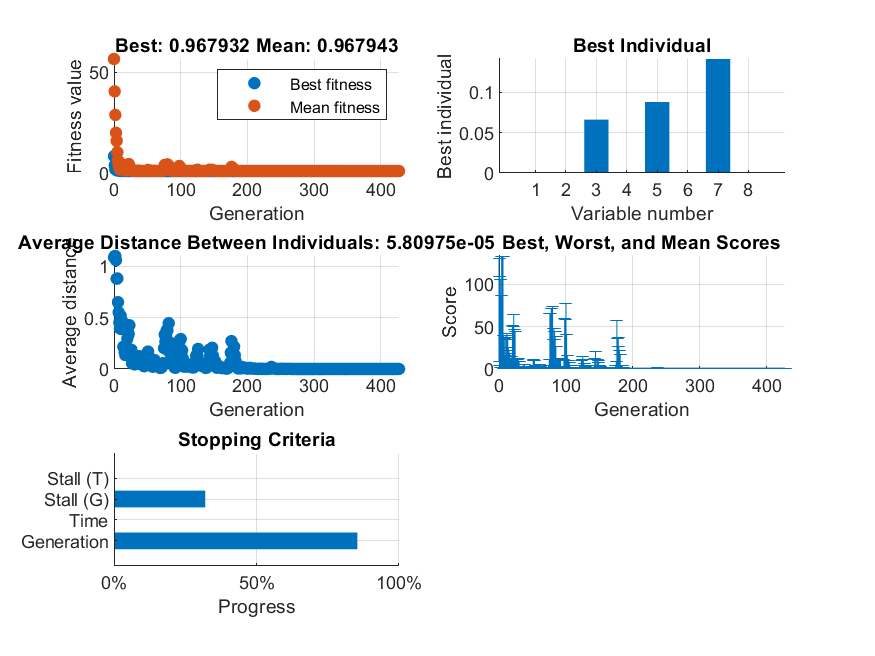 Best: 0.967932 Mean: 0.967943
Fitness value
50
0
Best fitness
Mean fitness
0 100 200 300 400
Generation
Best Individual
Best individual
0.1
0.05
0
1 2 3 4 5 6 7 8
Variable number
Average Distance Between Individuals: 5.80975e-05
Average distance
1
0.5
0
0 100 200 300 400
Generation
Best, Worst, and Mean Scores
Score
100
50
0
0 100 200 300 400
Generation
Stopping Criteria
Stall (T)
Stall (G)
Time
Generation
0% 50% 100%
Progress